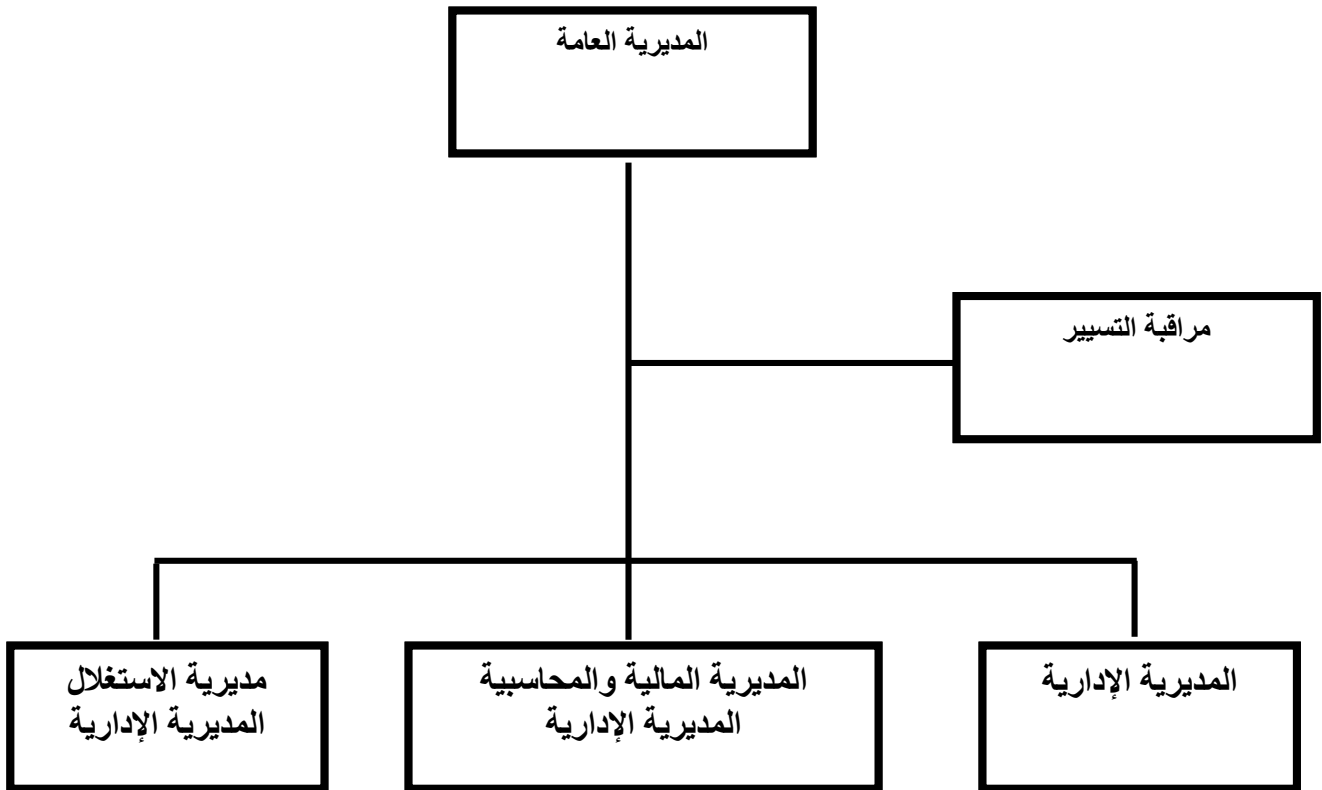 المديرية العامة
مراقبة التسيير
المديرية الإدارية
المديرية المالية والمحاسبية
المديرية الإدارية
مديرية الاستغلال
المديرية الإدارية